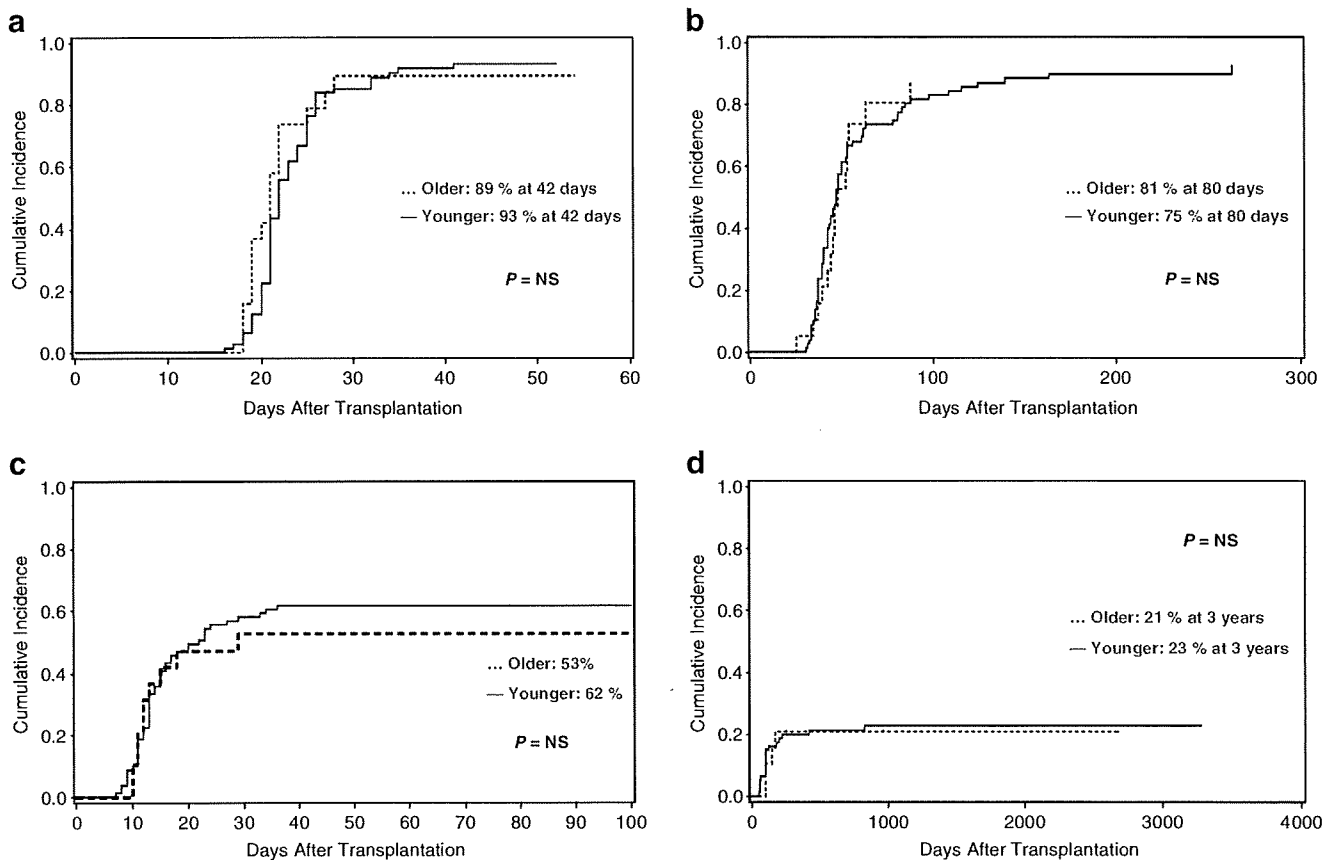 a
1.0
0.8
0.6
0.4
0.2
0.0
Cumulative Incidence
... Older: 89 % at 42 days
— Younger: 93 % at 42 days
P = NS
0 10 20 30 40 50 60
Days After Transplantation
b
1.0
0.8
0.6
0.4
0.2
0.0
Cumulative Incidence
... Older: 81 % at 80 days
— Younger: 75 % at 80 days
P = NS
0 100 200 300
Days After Transplantation
c
1.0
0.8
0.6
0.4
0.2
0.0
Cumulative Incidence
... Older: 53%
— Younger: 62 %
P = NS
0 10 20 30 40 50 60 70 80 90 100
Days After Transplantation
d
1.0
0.8
0.6
0.4
0.2
0.0
Cumulative Incidence
P = NS
... Older: 21 % at 3 years
— Younger: 23 % at 3 years
0 1000 2000 3000 4000
Days After Transplantation